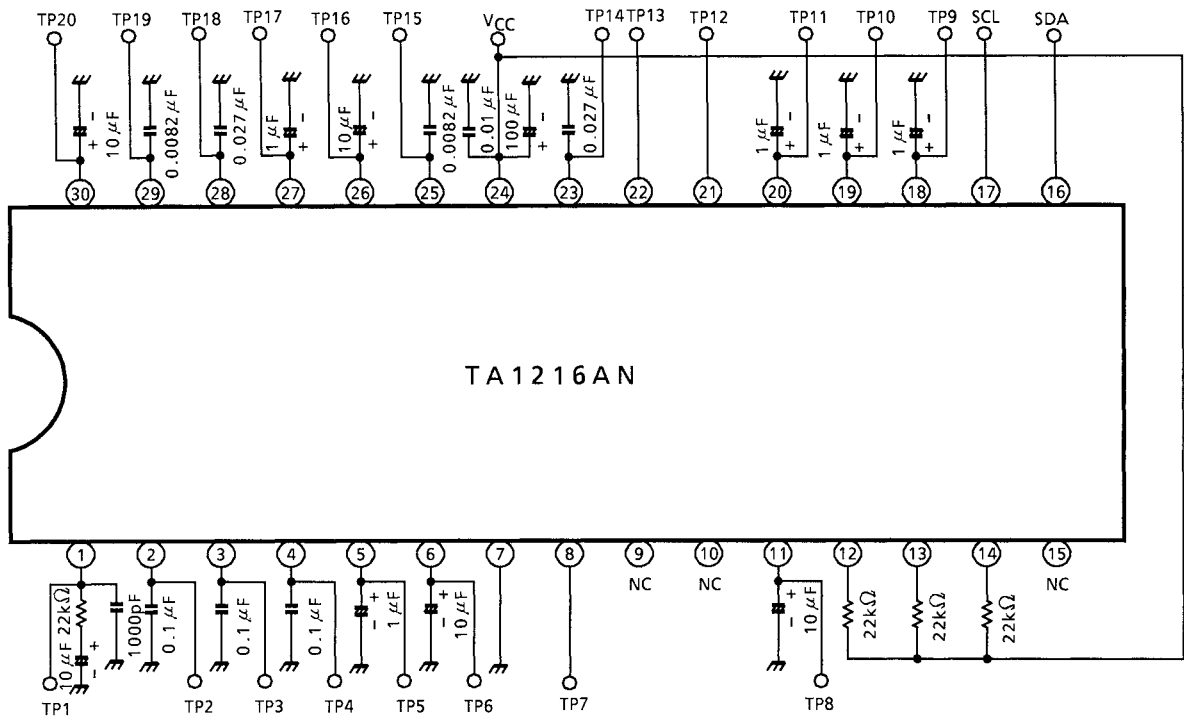 TP20 TP19 TP18 TP17 TP16 TP15 VCC TP14 TP13 TP12 TP11 TP10 TP9 SCL SDA
10 μF
0.0082 μF
0.027 μF
1 μF
10 μF
0.0082 μF
0.01 μF
100 μF
0.027 μF
1 μF
1 μF
1 μF
- - - - - - -
+ + + + + + +
30 29 28 27 26 25 24 23 22 21 20 19 18 17 16
TA1216AN
1 2 3 4 5 6 7 8 9 10 11 12 13 14 15
NC NC NC
10 μF
22kΩ
1000pF
0.1 μF
0.1 μF
0.1 μF
1 μF
10 μF
10 μF
22kΩ
22kΩ
22kΩ
+ + + +
- - - -
TP1 TP2 TP3 TP4 TP5 TP6 TP7 TP8